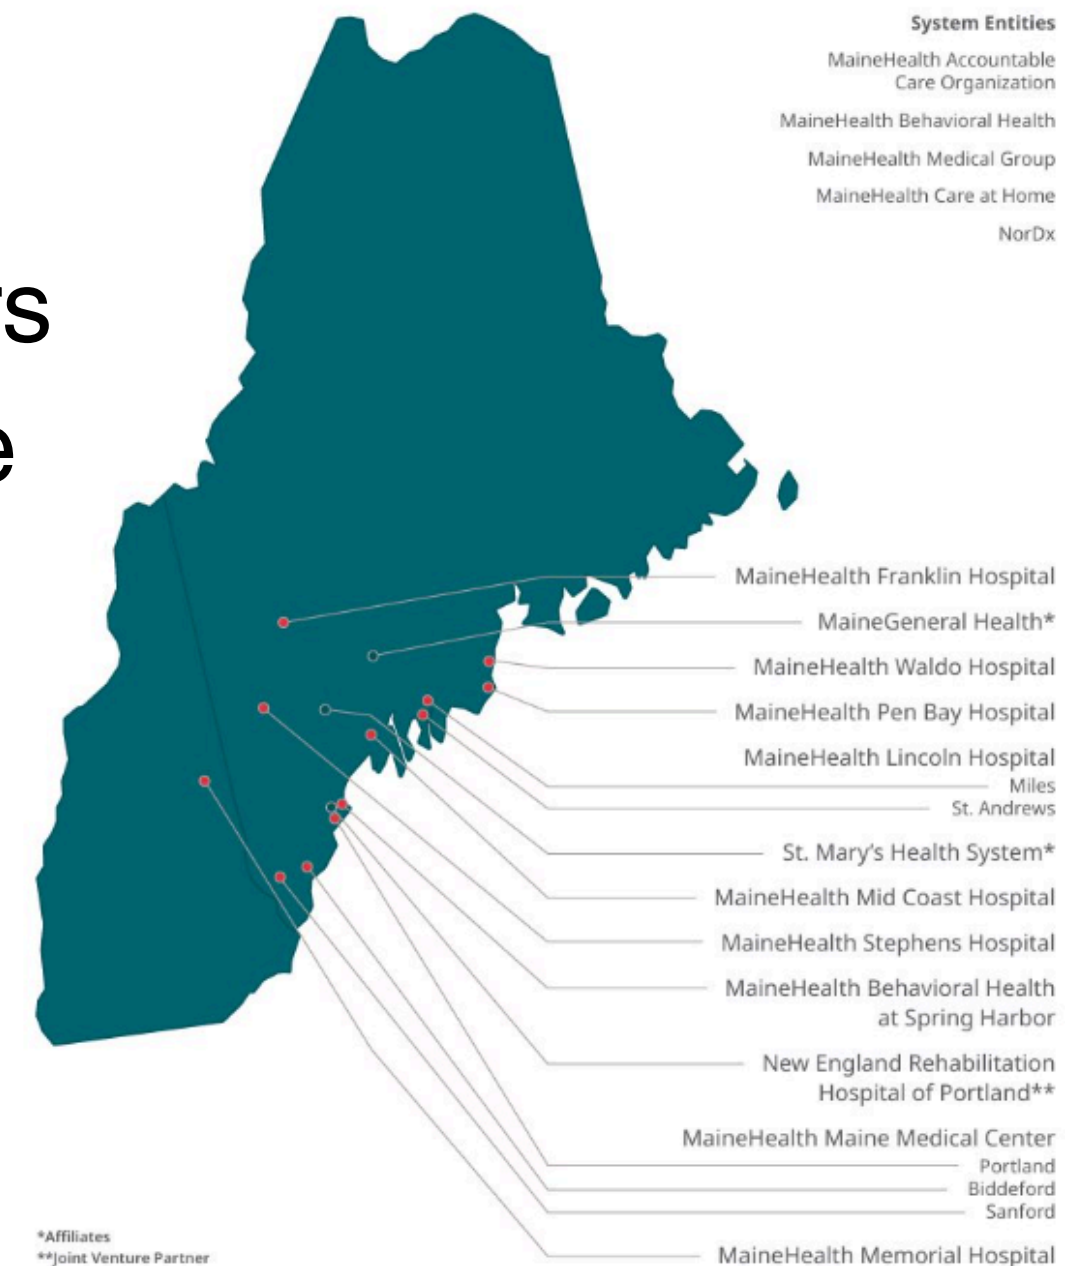 System Entities
MaineHealth Accountable
Care Organization
MaineHealth Behavioral Health
MaineHealth Medical Group
MaineHealth Care at Home
NorDx
rs
e
MaineHealth Franklin Hospital
MaineGeneral Health*
MaineHealth Waldo Hospital
MaineHealth Pen Bay Hospital
MaineHealth Lincoln Hospital
Miles
St. Andrews
St. Mary’s Health System*
MaineHealth Mid Coast Hospital
MaineHealth Stephens Hospital
MaineHealth Behavioral Health
at Spring Harbor
New England Rehabilitation
Hospital of Portland**
MaineHealth Maine Medical Center
Portland
Biddeford
Sanford
MaineHealth Memorial Hospital
*Affiliates
**Joint Venture Partner